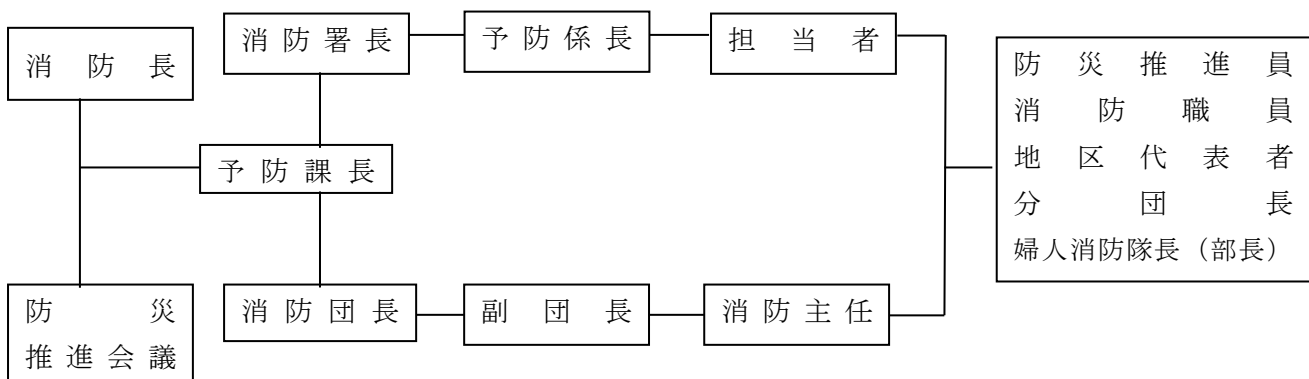 消防長
消防署長
予防係長
担当者
防災推進員
消防職員
地区代表者
分団長
婦人消防隊長（部長）
予防課長
防災
推進会議
消防団長
副団長
消防主任